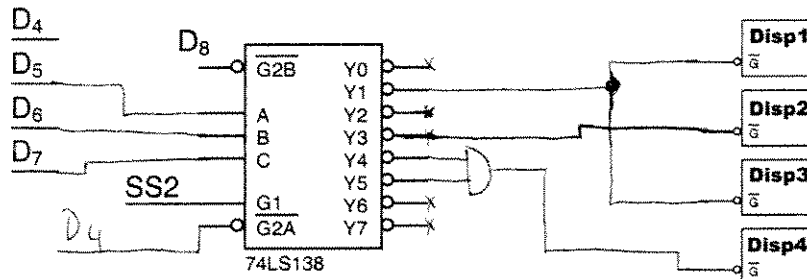 D4
D8
Disp1
D5
G2B
Y0
G
Y1
D6
A
Y2
Disp2
B
Y3
G
D7
C
Y4
SS2
G1
Y5
Disp3
D4
G2A
Y6
G
Y7
Disp4
74LS138
G